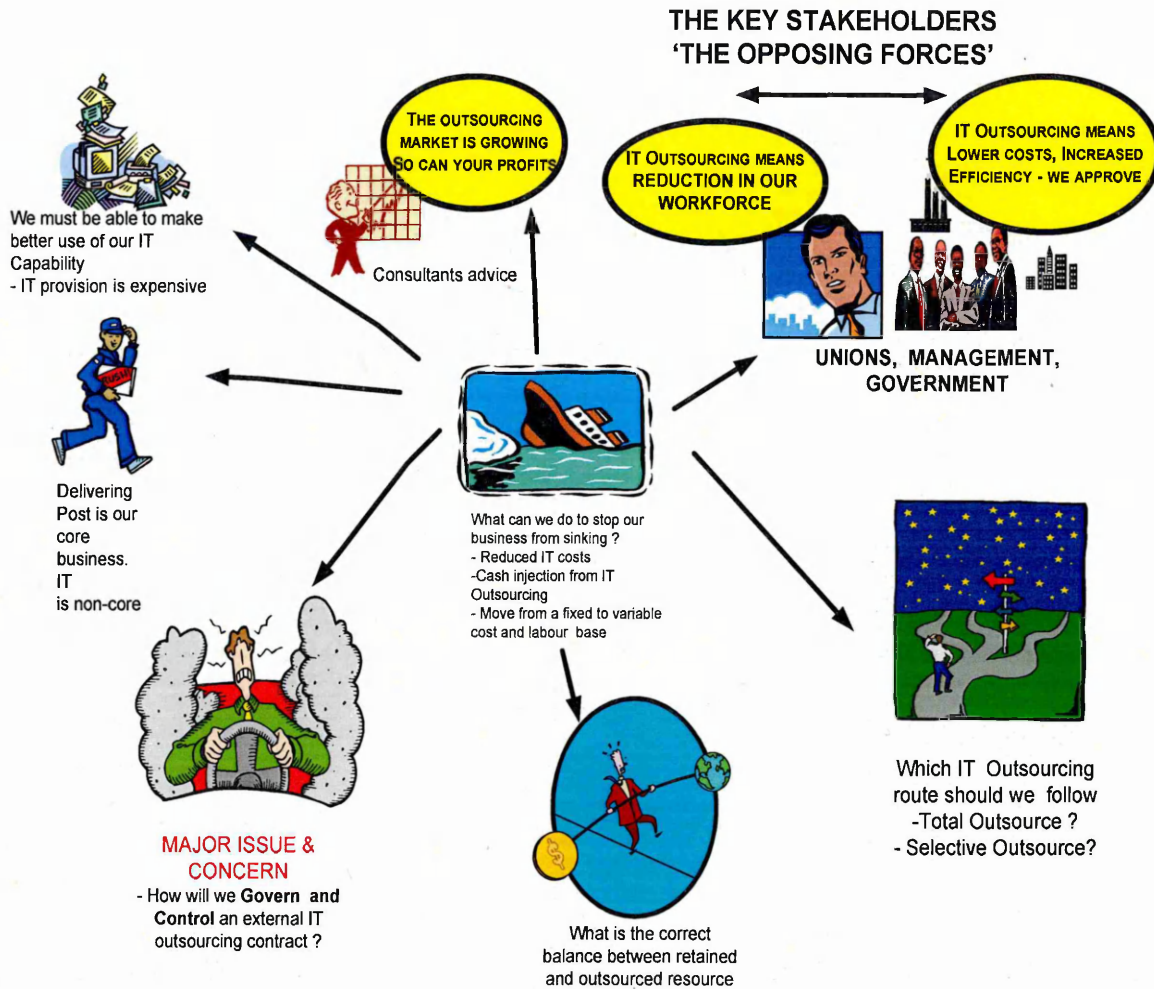 THE KEY STAKEHOLDERS
‘THE OPPOSING FORCES’
THE OUTSOURCING
MARKET IS GROWING
SO CAN YOUR PROFITS
IT OUTSOURCING MEANS
REDUCTION IN OUR
WORKFORCE
IT OUTSOURCING MEANS
LOWER COSTS, INCREASED
EFFICIENCY - WE APPROVE
We must be able to make
better use of our IT
Capability
- IT provision is expensive
Consultants advice
UNIONS, MANAGEMENT,
GOVERNMENT
Delivering
Post is our
core
business.
IT
is non-core
What can we do to stop our
business from sinking ?
- Reduced IT costs
-Cash injection from IT
Outsourcing
- Move from a fixed to variable
cost and labour base
Which IT Outsourcing
route should we follow
-Total Outsource ?
- Selective Outsource?
MAJOR ISSUE &
CONCERN
- How will we Govern and
Control an external IT
outsourcing contract ?
$
What is the correct
balance between retained
and outsourced resource